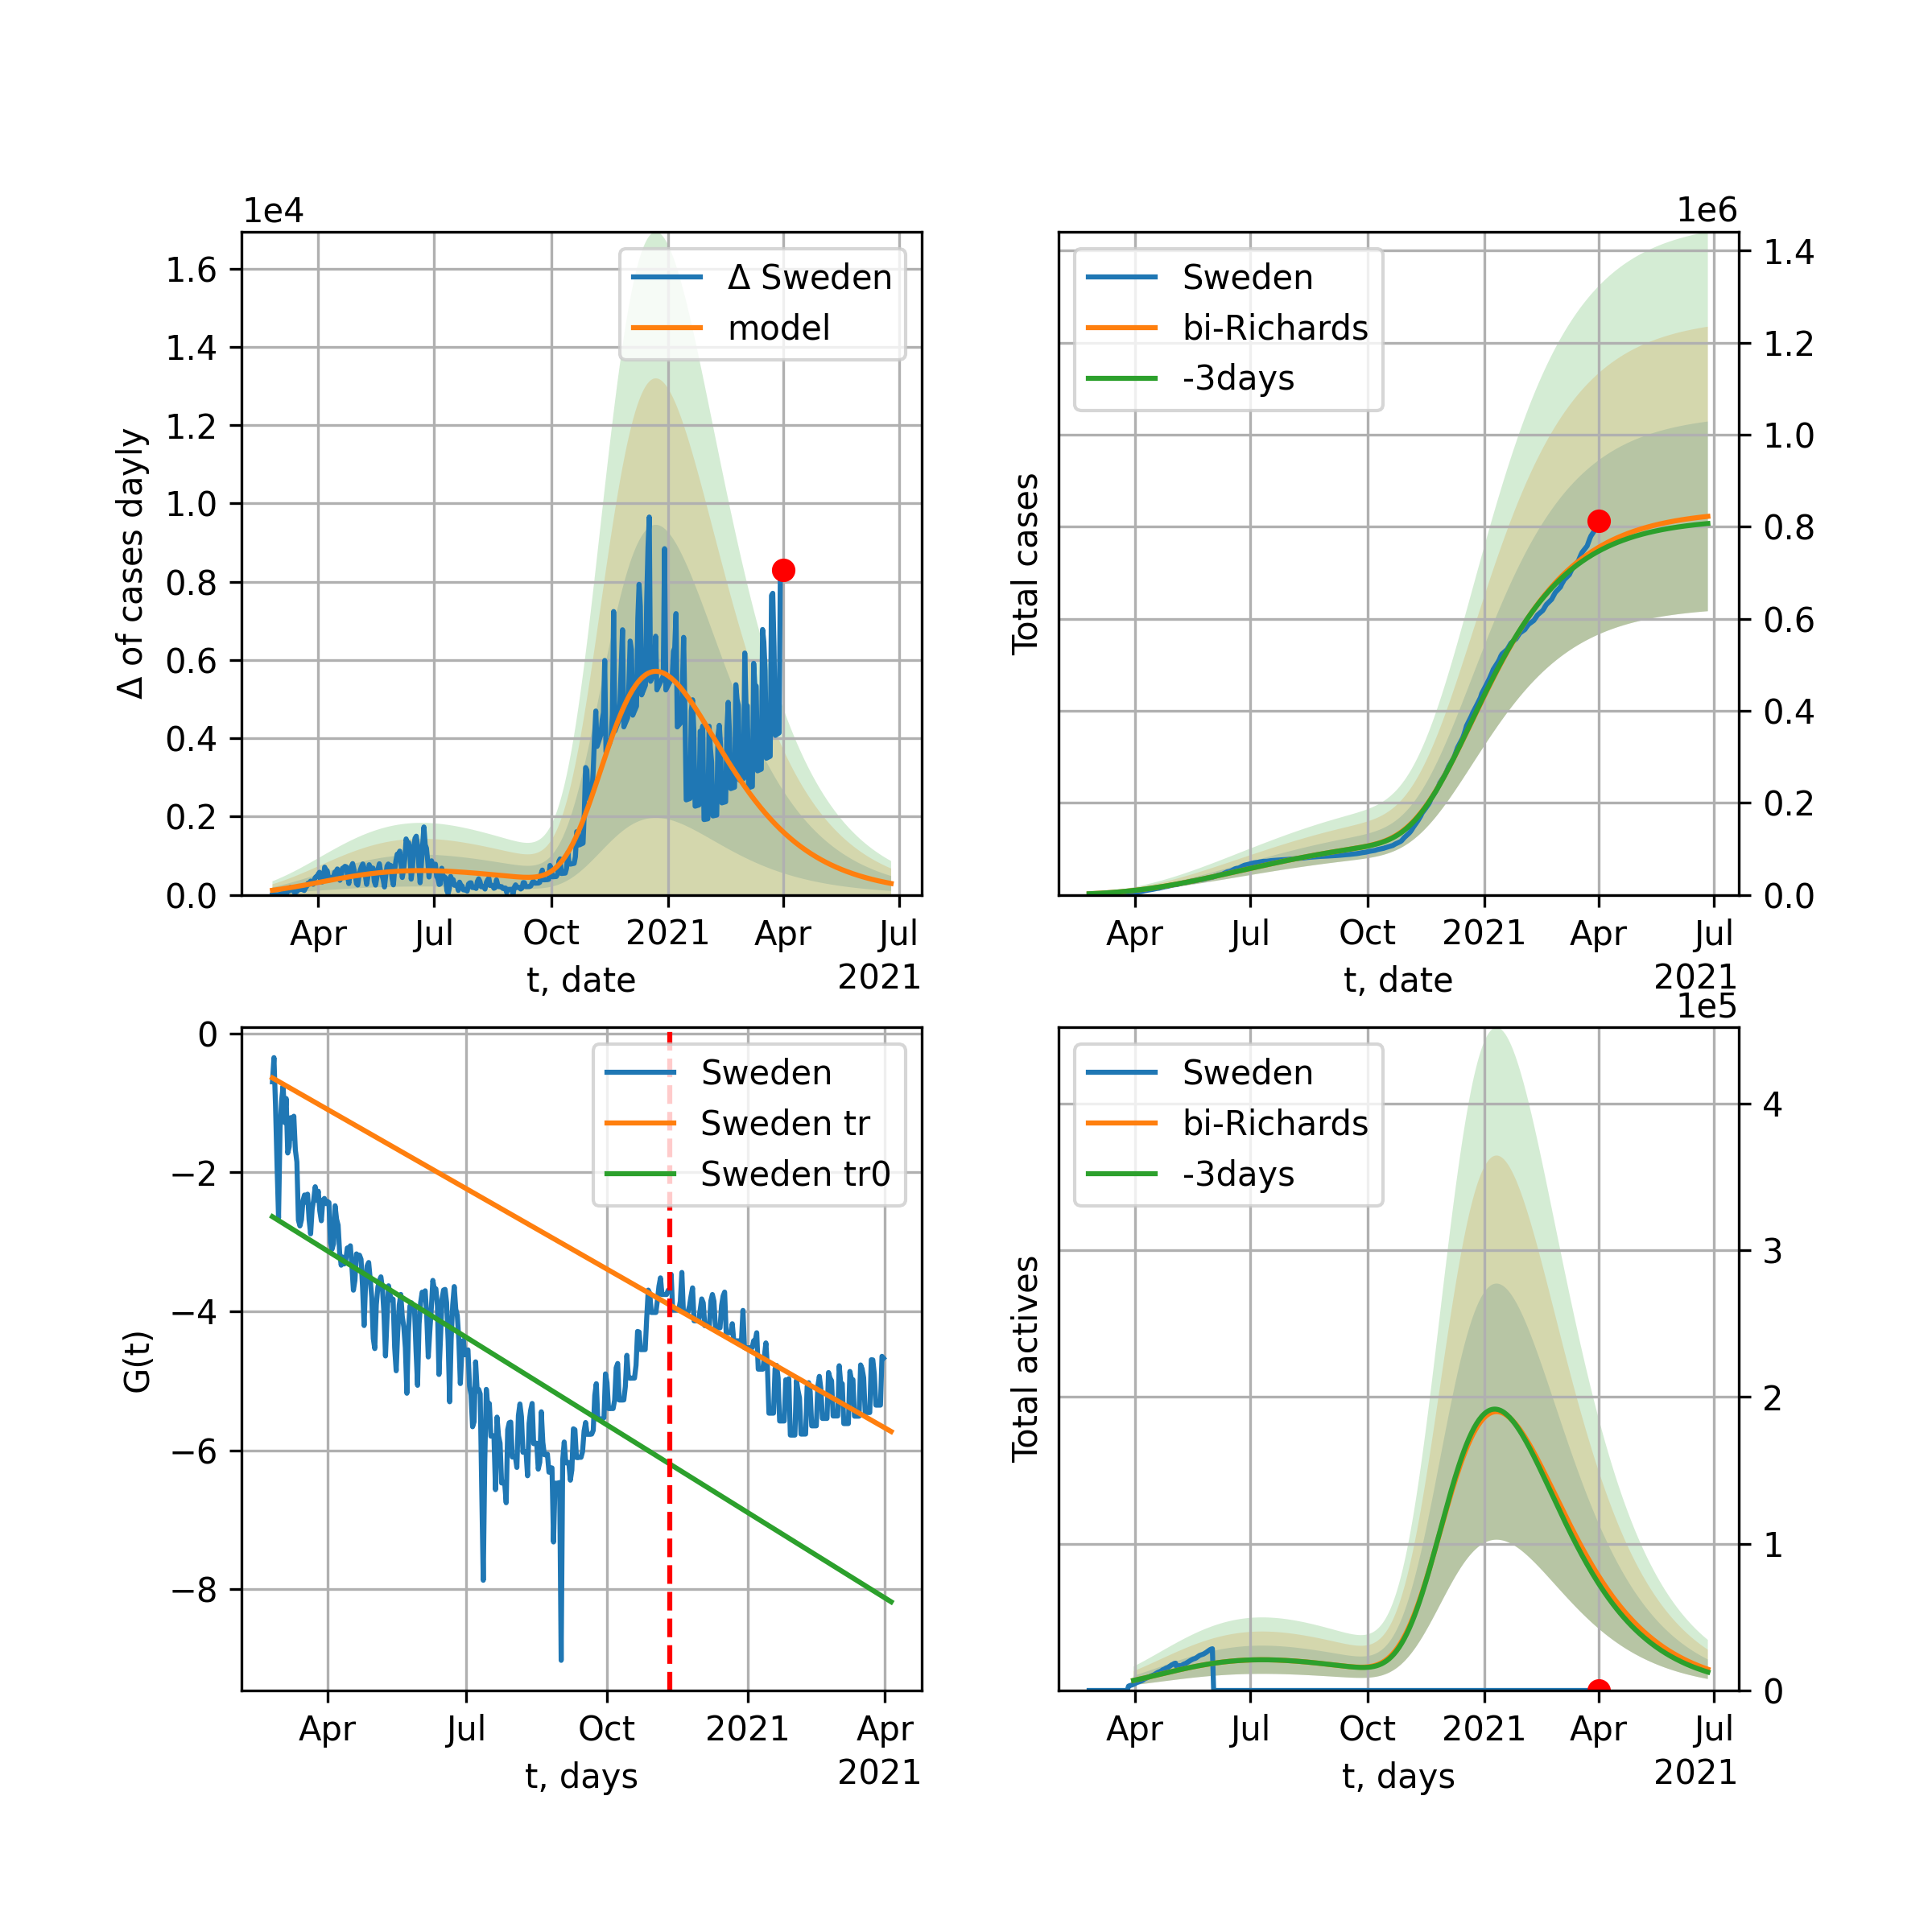 1e4
1.6
1.4
1.2
1.0
0.8
0.6
0.4
0.2
0.0
Δ of cases dayly
Δ Sweden
model
Apr Jul Oct 2021 Apr Jul
2021
t, date
1e6
1.4
1.2
1.0
0.8
0.6
0.4
0.2
0.0
Total cases
Sweden
bi-Richards
-3days
Apr Jul Oct 2021 Apr Jul
2021
t, date
0
−2
−4
−6
−8
G(t)
Sweden
Sweden tr
Sweden tr0
Apr Jul Oct 2021 Apr
2021
t, days
1e5
4
3
2
1
0
Total actives
Sweden
bi-Richards
-3days
Apr Jul Oct 2021 Apr Jul
2021
t, days